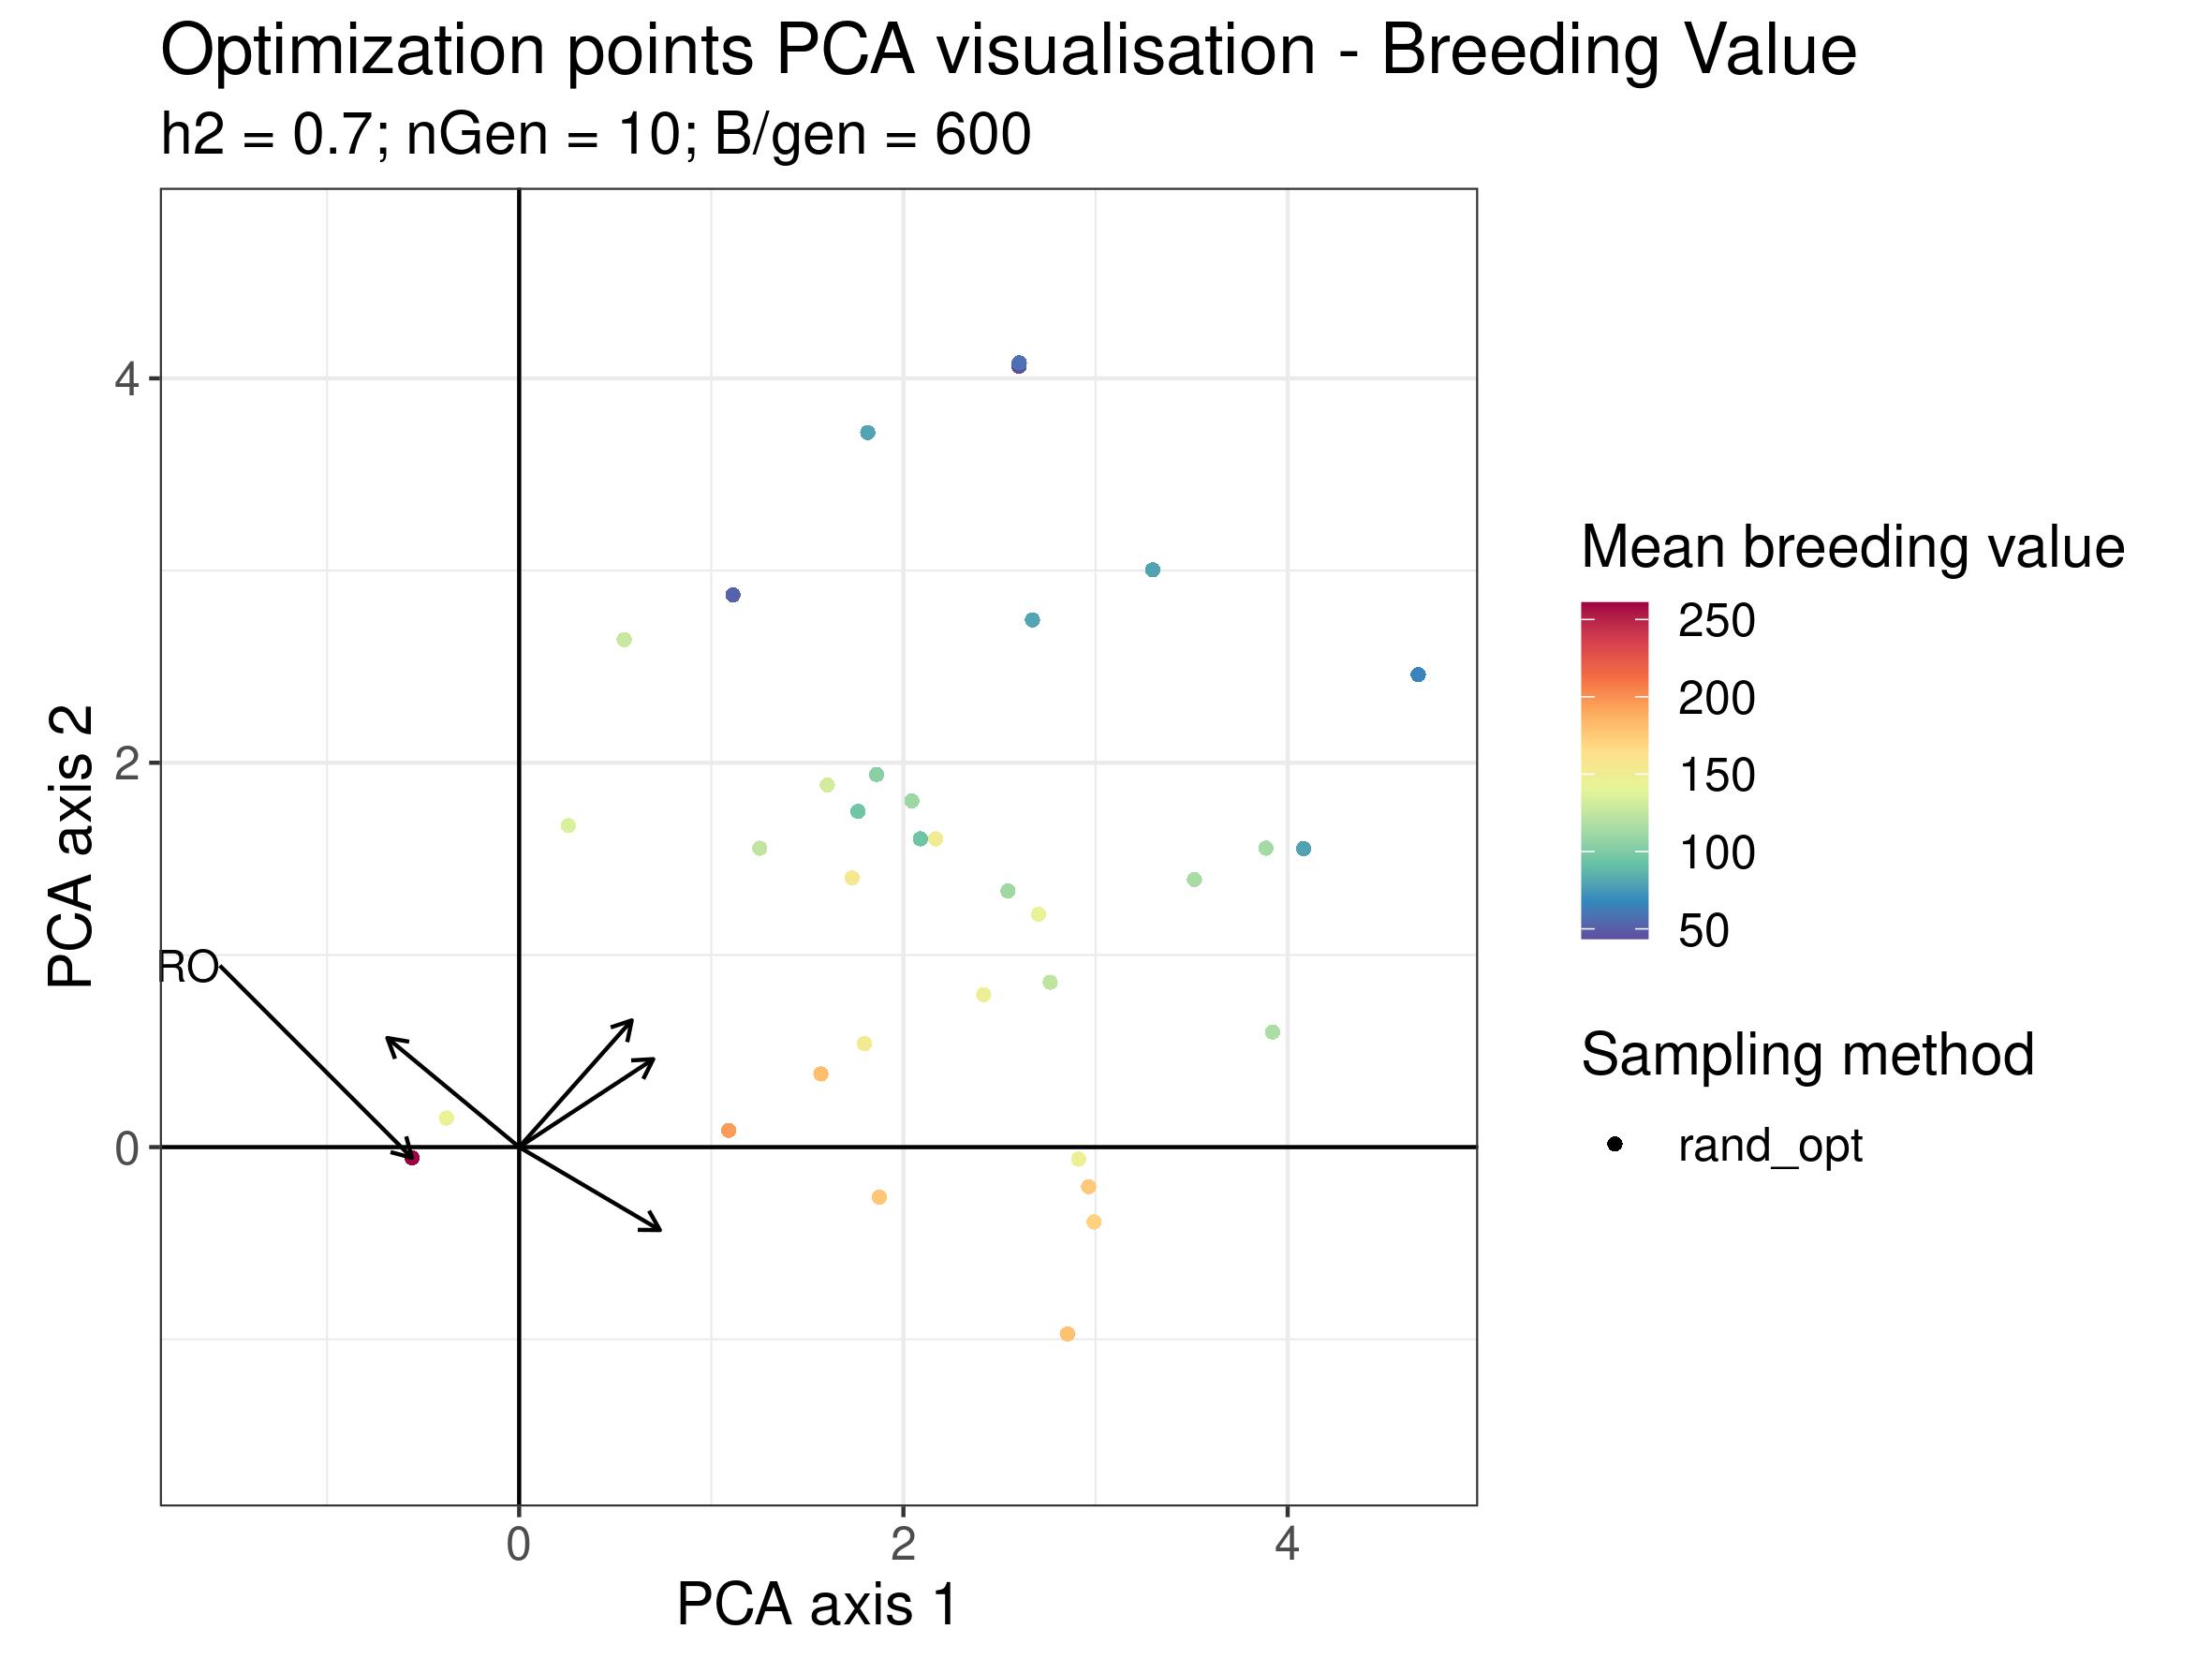 Optimization points PCA visualisation - Breeding Value
h2 = 0.7; nGen = 10; B/gen = 600
4
2
0
PCA axis 2
RO
0
2
4
PCA axis 1
Mean breeding value
250
200
150
100
50
Sampling method
rand_opt